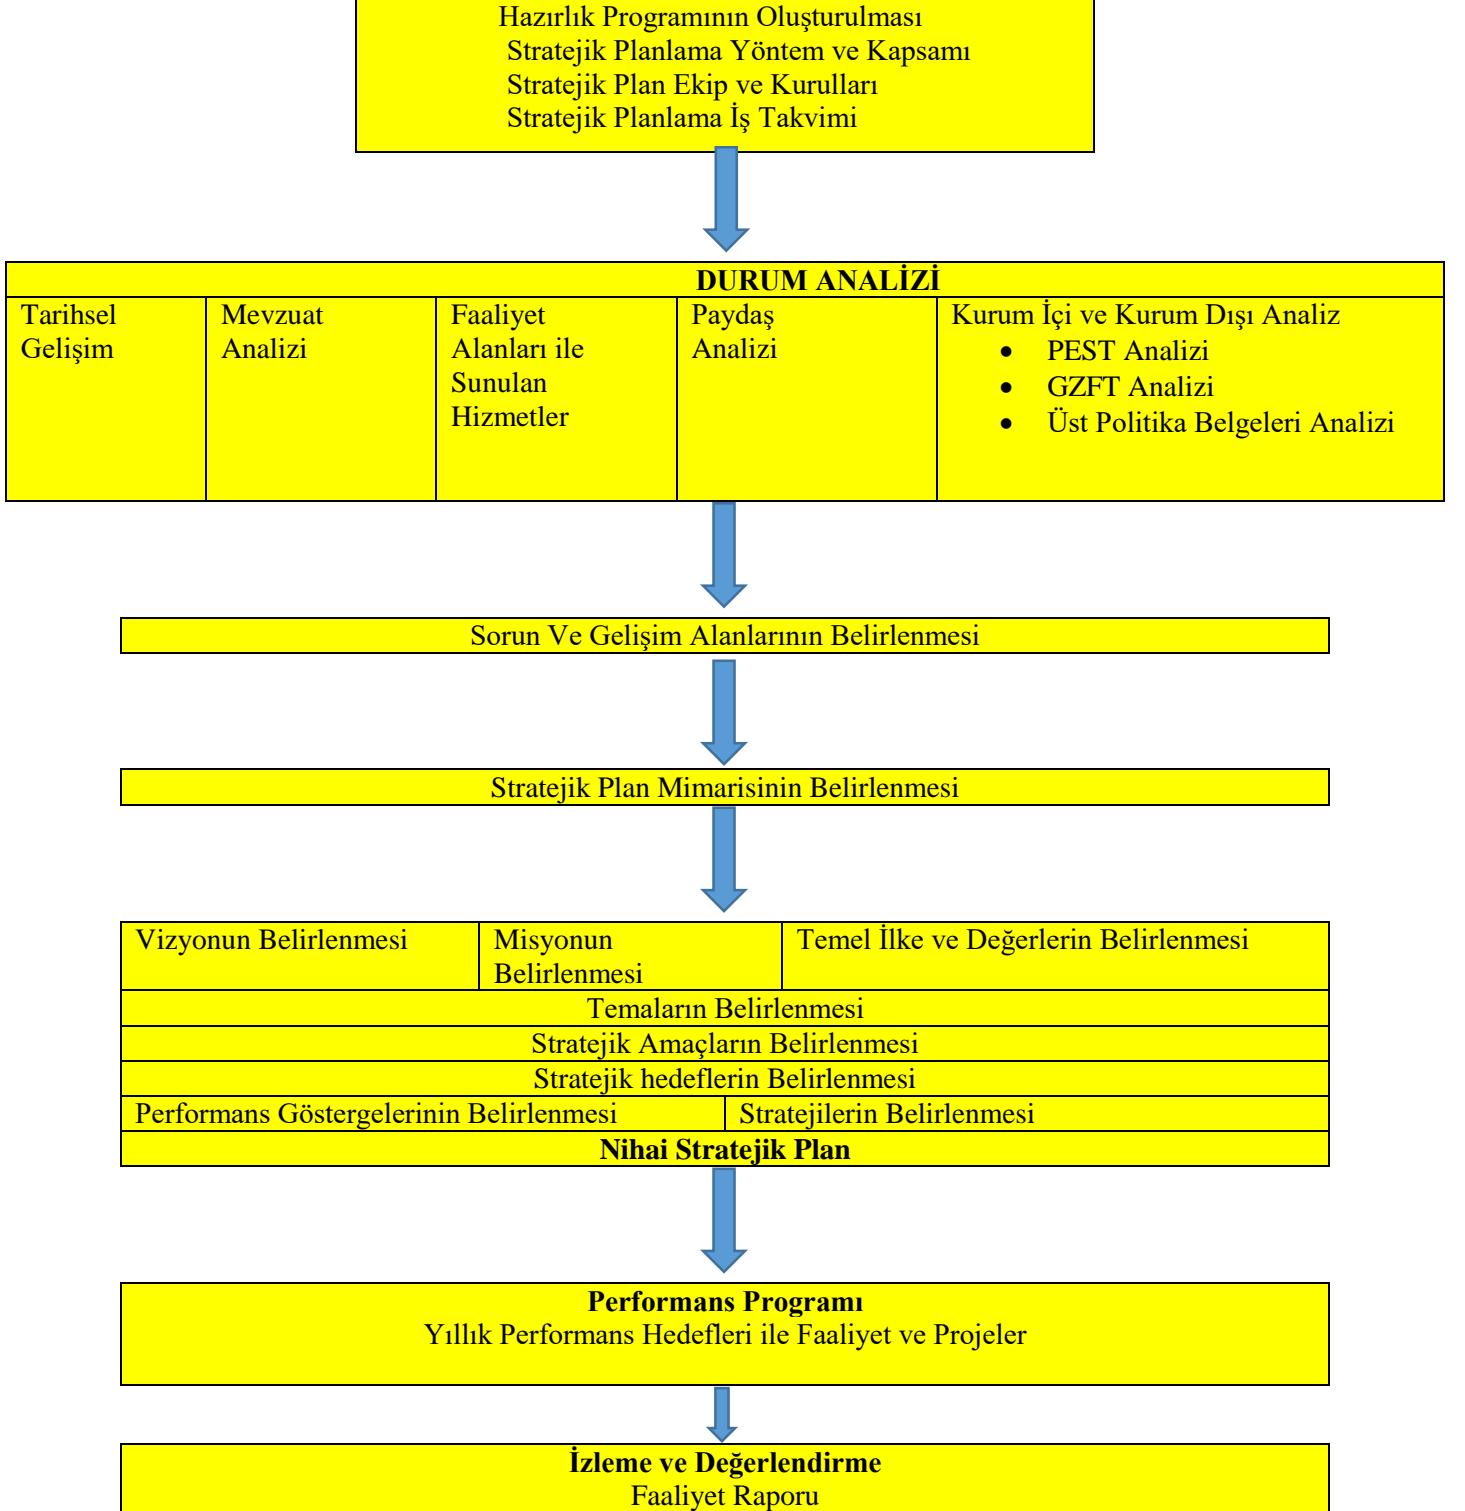 Hazırlık Programının Oluşturulması
Stratejik Planlama Yöntem ve Kapsamı
Stratejik Plan Ekip ve Kurulları
Stratejik Planlama İş Takvimi
DURUM ANALİZİ
Tarihsel
Gelişim
Mevzuat
Analizi
Faaliyet
Alanları ile
Sunulan
Hizmetler
Paydaş
Analizi
Kurum İçi ve Kurum Dışı Analiz
• PEST Analizi
• GZFT Analizi
• Üst Politika Belgeleri Analizi
Sorun Ve Gelişim Alanlarının Belirlenmesi
Stratejik Plan Mimarisinin Belirlenmesi
Vizyonun Belirlenmesi
Misyonun
Belirlenmesi
Temel İlke ve Değerlerin Belirlenmesi
Temaların Belirlenmesi
Stratejik Amaçların Belirlenmesi
Stratejik hedeflerin Belirlenmesi
Performans Göstergelerinin Belirlenmesi
Stratejilerin Belirlenmesi
Nihai Stratejik Plan
Performans Programı
Yıllık Performans Hedefleri ile Faaliyet ve Projeler
İzleme ve Değerlendirme
Faaliyet Raporu